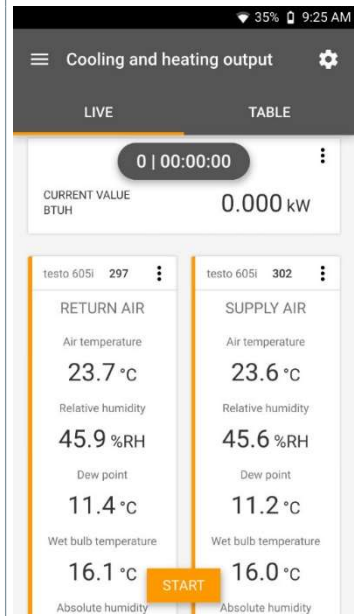 35% 9:25 AM
Cooling and heating output
LIVE TABLE
0 | 00:00:00
CURRENT VALUE
BTUH
0.000 kW
testo 605i 297
RETURN AIR
Air temperature
23.7 °C
Relative humidity
45.9 %RH
Dew point
11.4 °C
Wet bulb temperature
16.1 °C
Absolute humidity
testo 605i 302
SUPPLY AIR
Air temperature
23.6 °C
Relative humidity
45.6 %RH
Dew point
11.2 °C
Wet bulb temperature
16.0 °C
Absolute humidity
START